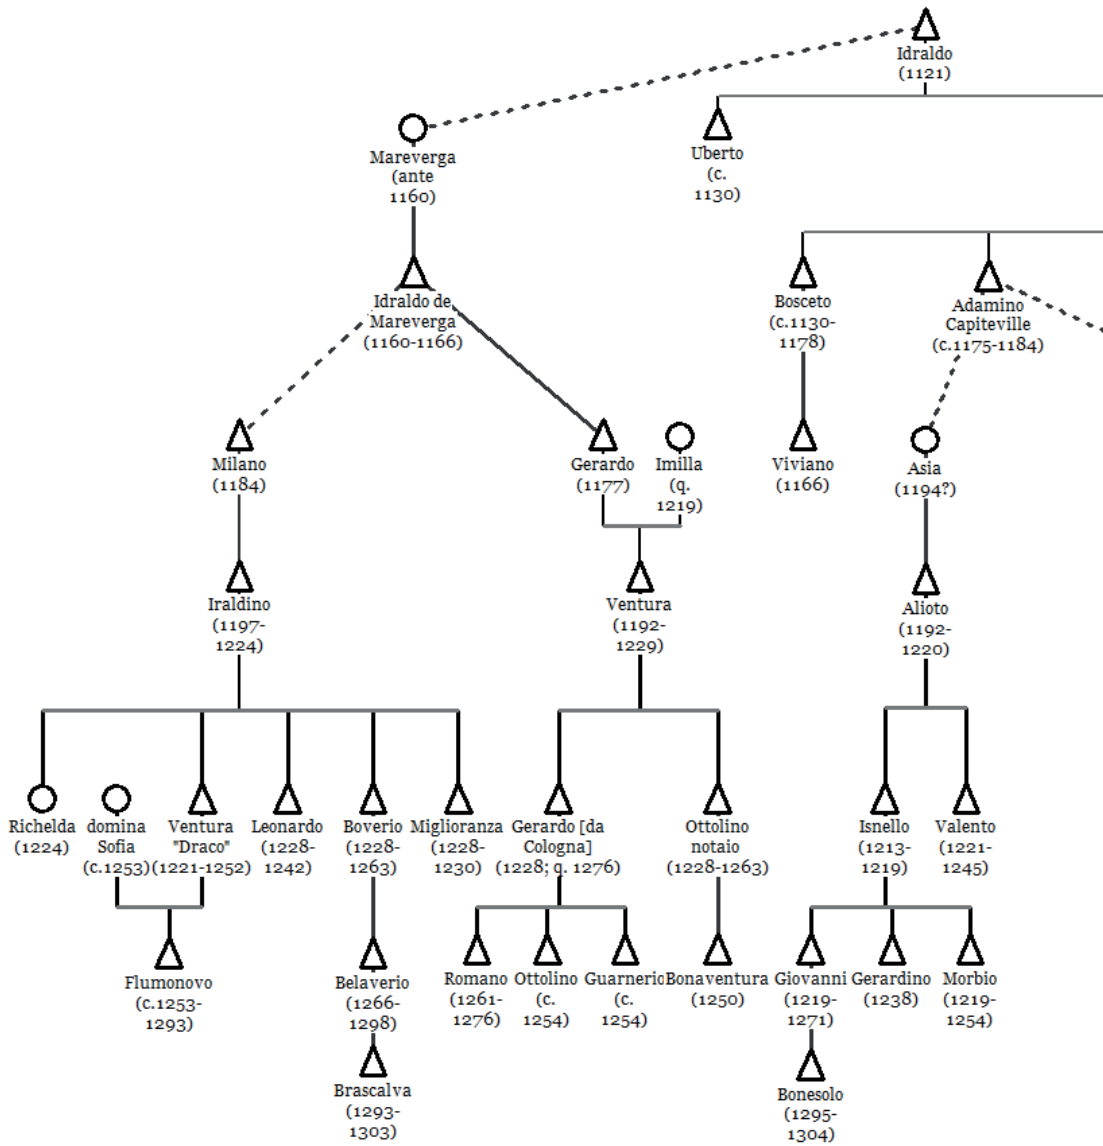 Idraldo
(1121)
Mareverga
(ante
1160)
Uberto
(c.
1130)
Idraldo de
Mareverga
(1160-1166)
Bosceto
(c.1130-
1178)
Adamino
Capiteville
(c.1175-1184)
Milano
(1184)
Gerardo
(1177)
Imilla
(q.
1219)
Viviano
(1166)
Asia
(1194?)
Iraldino
(1197-
1224)
Ventura
(1192-
1229)
Alioto
(1192-
1220)
Richelda
(1224)
domina
Sofia
(c.1253)
Ventura
"Draco"
(1221-1252)
Leonardo
(1228-
1242)
Boverio
(1228-
1263)
Miglioranza
(1228-
1230)
Gerardo [da
Cologna]
(1228; q. 1276)
Ottolino
notaio
(1228-1263)
Isnello
(1213-
1219)
Valento
(1221-
1245)
Flumonovo
(c.1253-
1293)
Belaverio
(1266-
1298)
Romano
(1261-
1276)
Ottolino
(c.
1254)
Guarnerio
(c.
1254)
Bonaventura
(1250)
Giovanni
(1219-
1271)
Gerardino
(1238)
Morbio
(1219-
1254)
Brascalva
(1293-
1303)
Bonesolo
(1295-
1304)